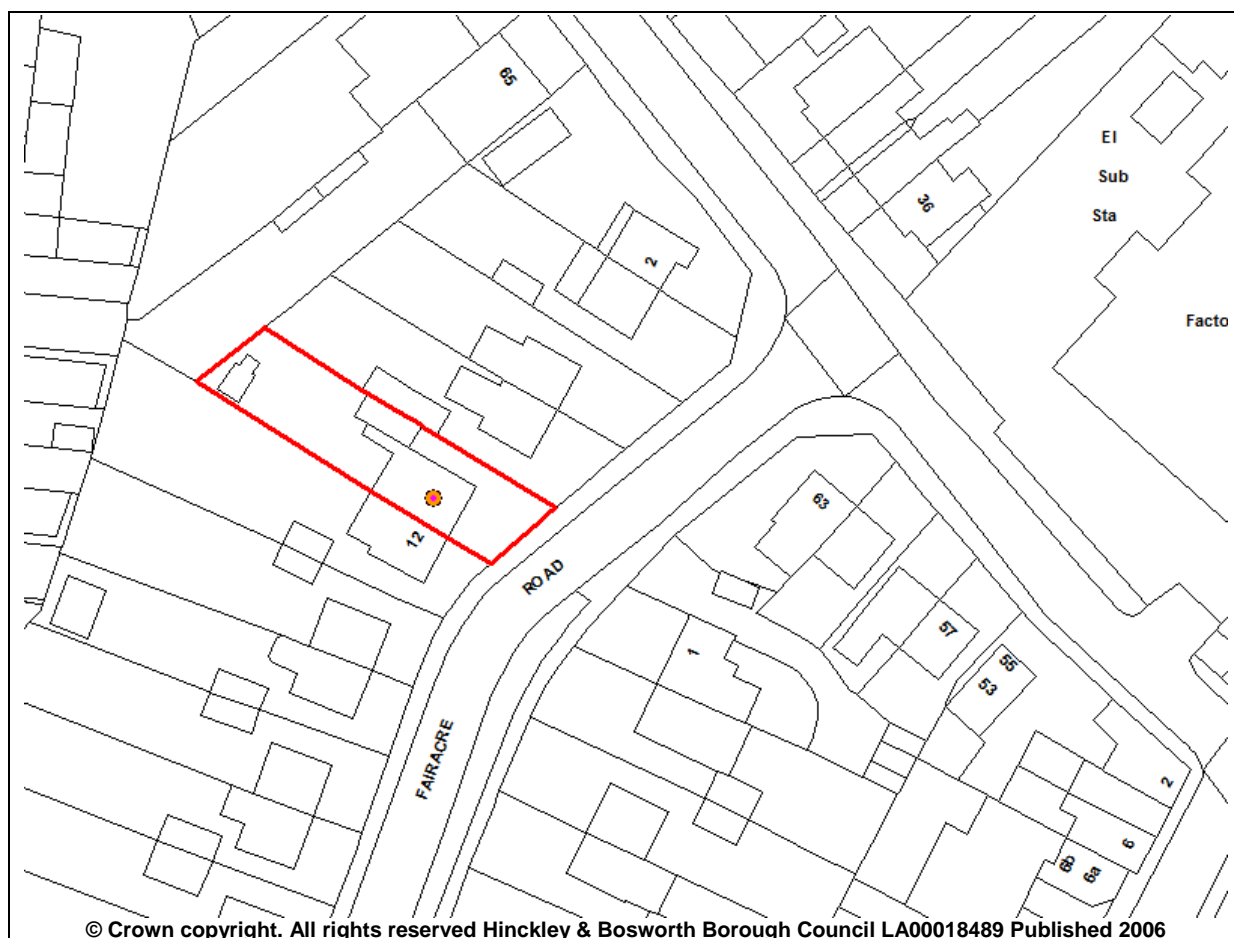 65
El
Sub
Sta
36
2
Facto
12
ROAD
63
1
57
55
53
FAIRACRE
2
6
6b
6a
© Crown copyright. All rights reserved Hinckley & Bosworth Borough Council LA00018489 Published 2006